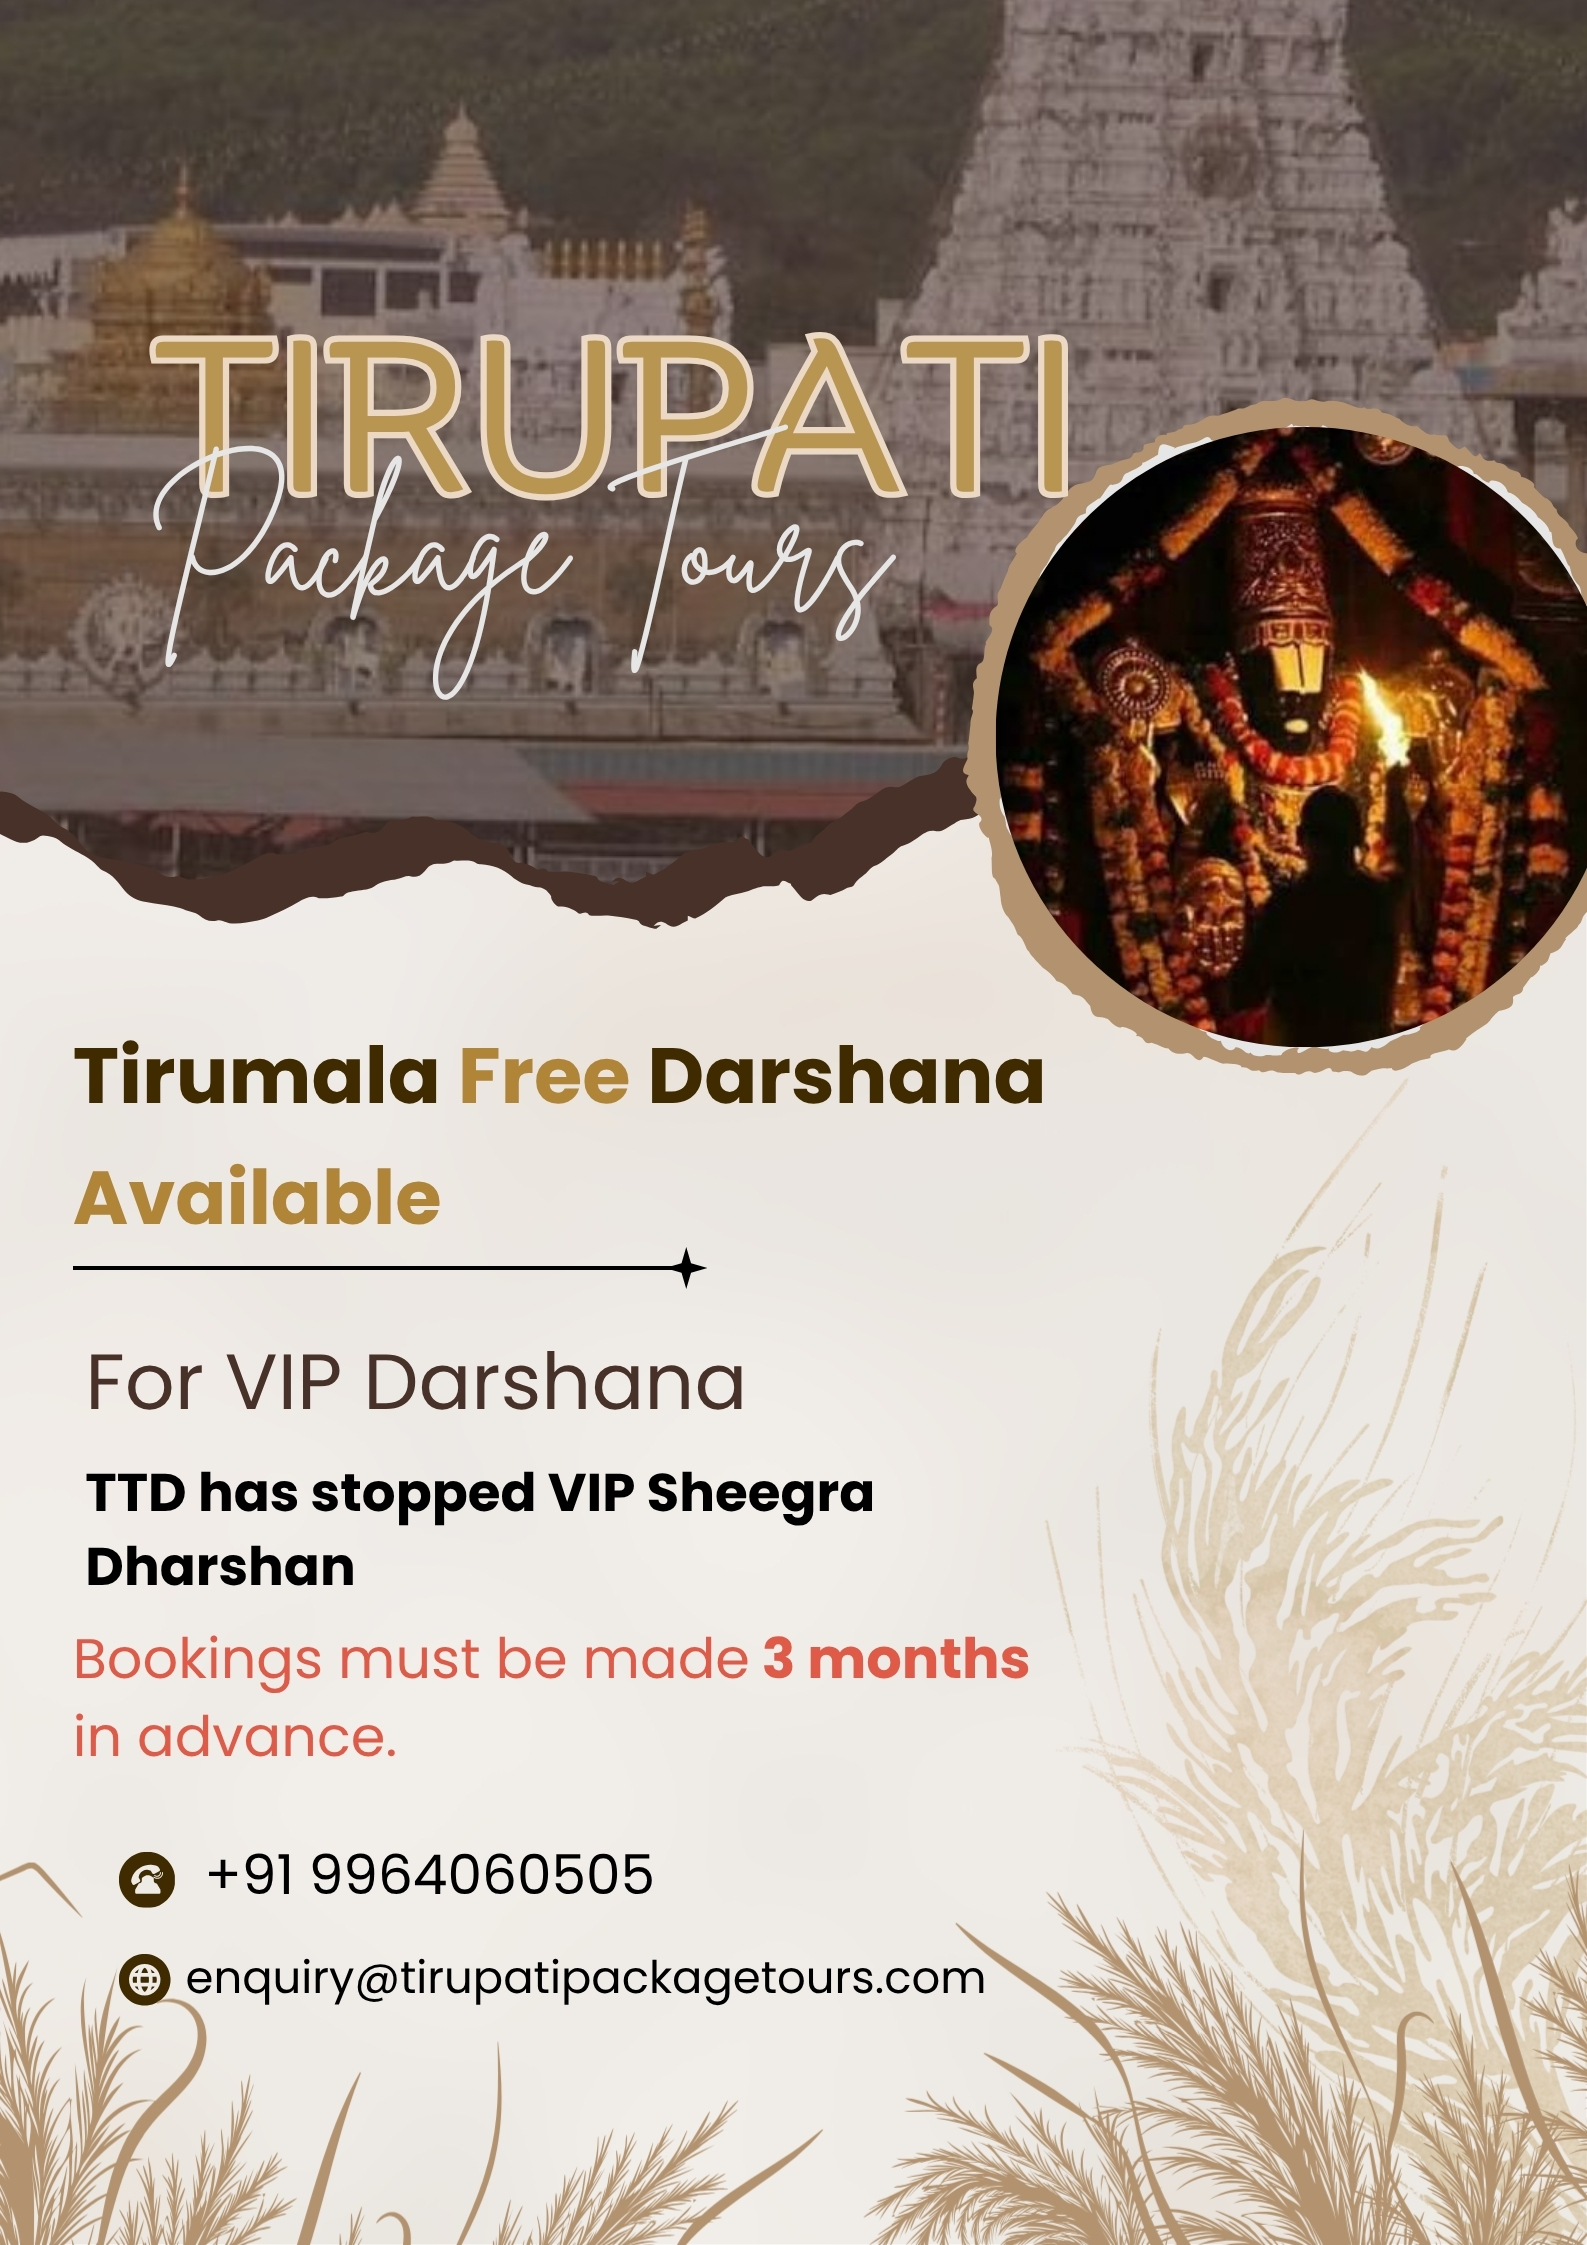 TIRUPATI
Package Tours
Tirumala Free Darshana
Available
For VIP Darshana
TTD has stopped VIP Sheegra
Dharshan
Bookings must be made 3 months
in advance.
+91 9964060505
enquiry@tirupatipackagetours.com